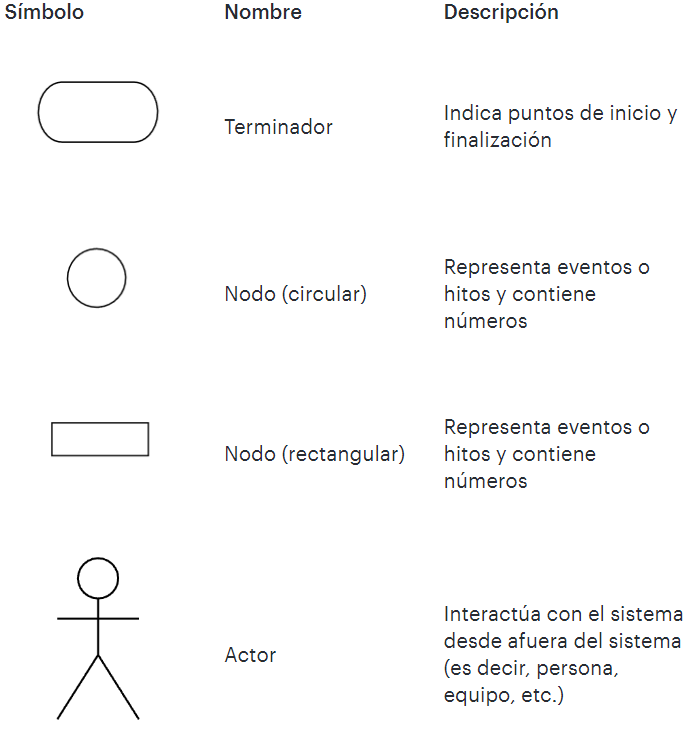 Símbolo Nombre Descripción
Terminador
Indica puntos de inicio y
finalización
Nodo (circular)
Representa eventos o
hitos y contiene
números
Nodo (rectangular)
Representa eventos o
hitos y contiene
números
Actor
Interactúa con el sistema
desde afuera del sistema
(es decir, persona,
equipo, etc.)